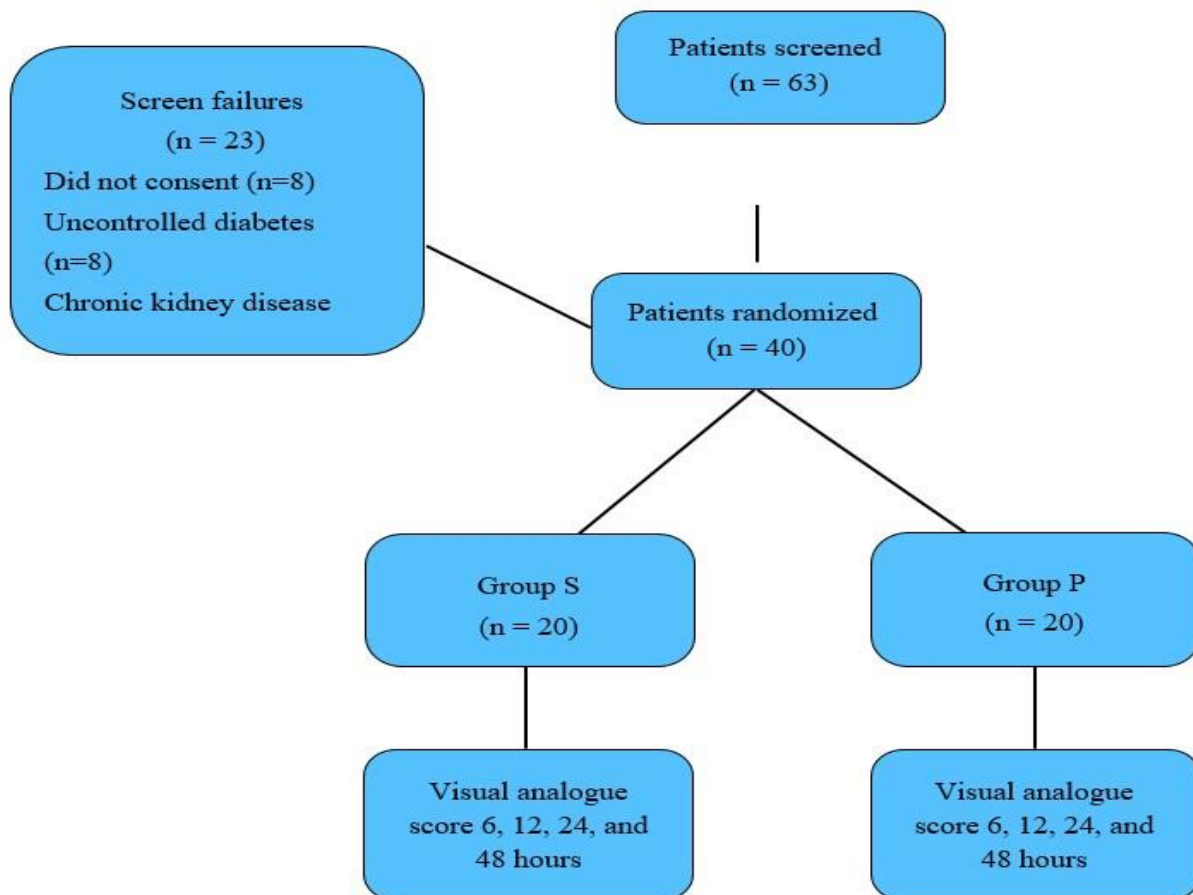 Patients screened
(n = 63)
Screen failures
(n = 23)
Did not consent (n=8)
Uncontrolled diabetes
(n=8)
Chronic kidney disease
Patients randomized
(n = 40)
Group S
(n = 20)
Group P
(n = 20)
Visual analogue
score 6, 12, 24, and
48 hours
Visual analogue
score 6, 12, 24, and
48 hours